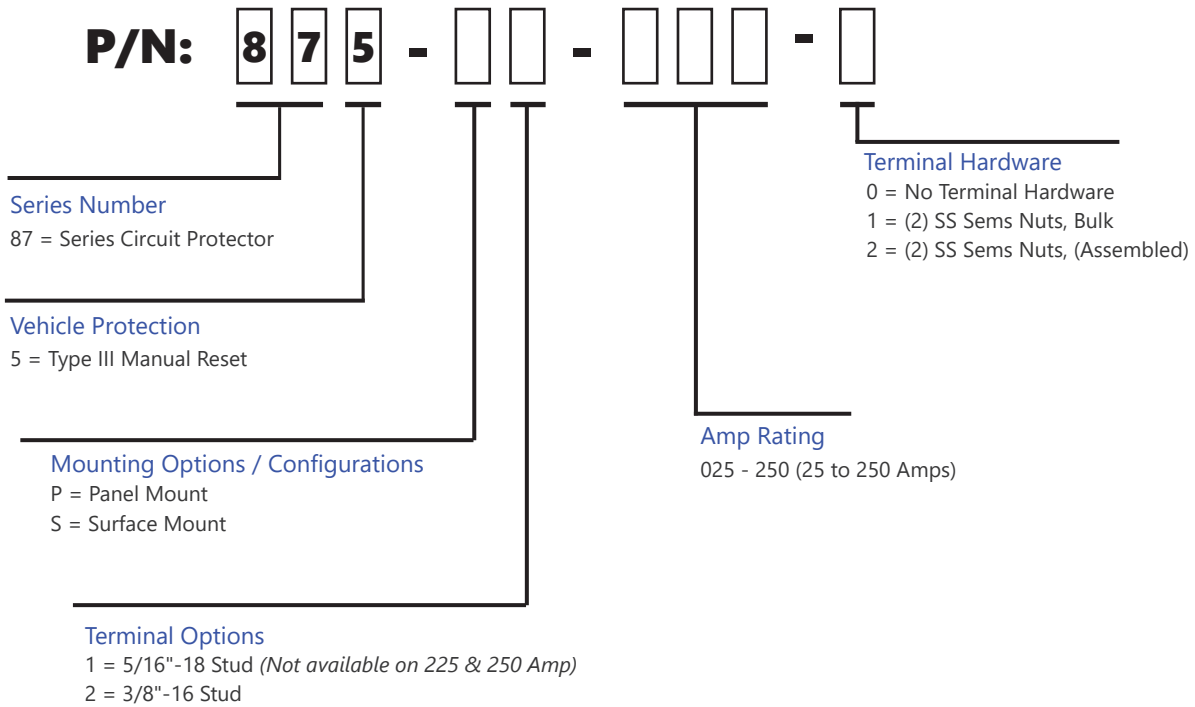 P/N: 875 - -  -
Series Number
87 = Series Circuit Protector
Vehicle Protection
5 = Type III Manual Reset
Mounting Options / Configurations
P = Panel Mount
S = Surface Mount
Terminal Options
1 = 5/16"-18 Stud (Not available on 225 & 250 Amp)
2 = 3/8"-16 Stud
Amp Rating
025 - 250 (25 to 250 Amps)
Terminal Hardware
0 = No Terminal Hardware
1 = (2) SS Sems Nuts, Bulk
2 = (2) SS Sems Nuts, (Assembled)